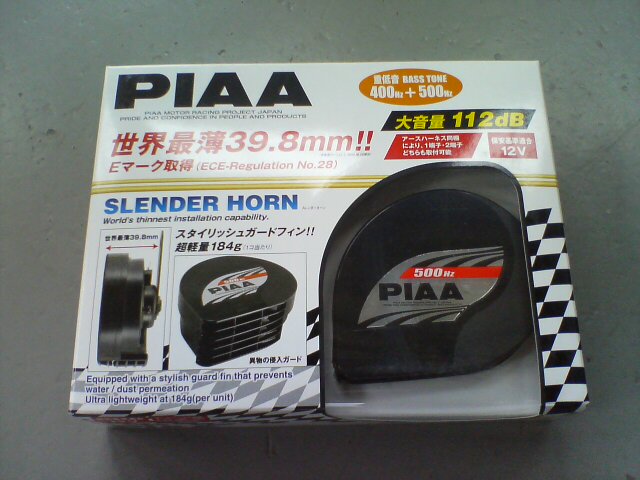 PIAA
PIAA MOTOR RACING PROJECT JAPAN
PRIDE AND CONFIDENCE IN PEOPLE AND PRODUCTS
重低音 BASS TONE
400Hz+500Hz
大音量 112dB
アースハーネス同梱
により、1端子・2端子
どちらも取付可能
保安基準適合
12V
世界最薄39.8mm!!
Eマーク取得 (ECE-Regulation No.28)
SLENDER HORN
World's thinnest installation capability.
世界最薄39.8mm
スタイリッシュガードフィン!!
超軽量184g(1コ当たり)
500Hz
PIAA
異物の侵入ガード
500Hz
PIAA
Equipped with a stylish guard fin that prevents
water / dust permeation
Ultra lightweight at 184g(per unit)